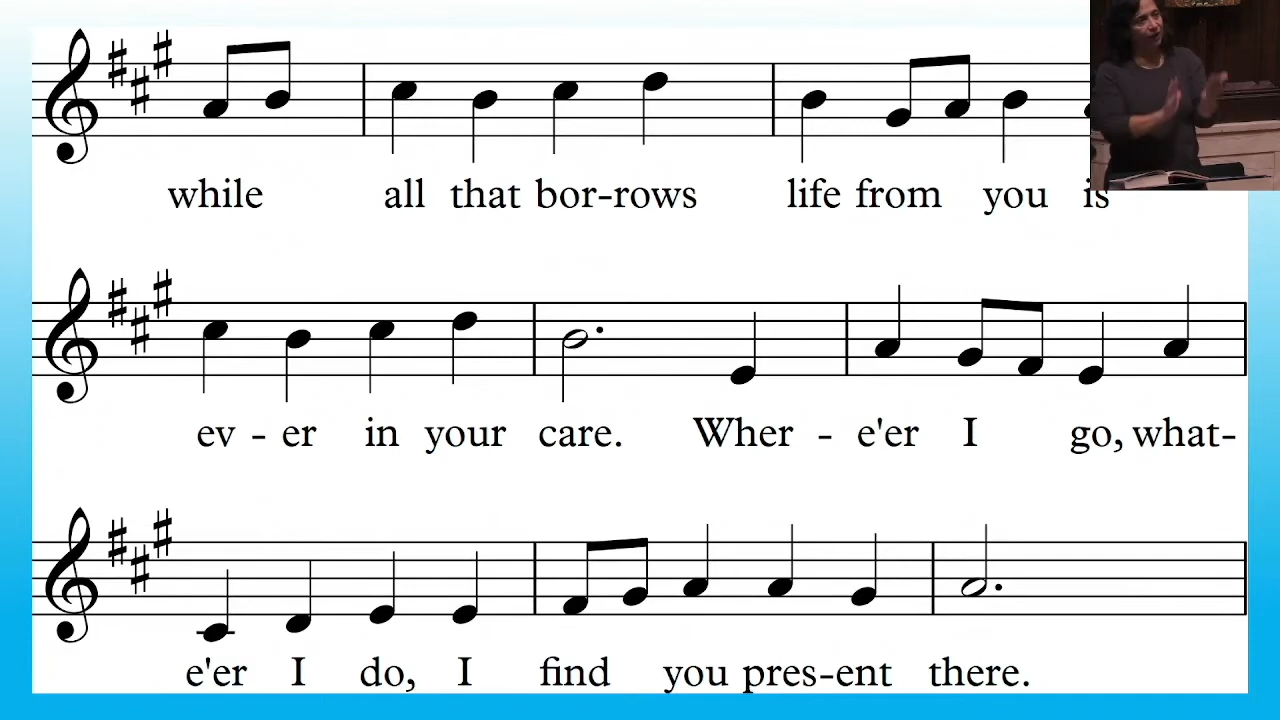 while all that bor-rows life from you is
ev - er in your care. Wher - e'er I go, what-
e'er I do, I find you pres-ent there.